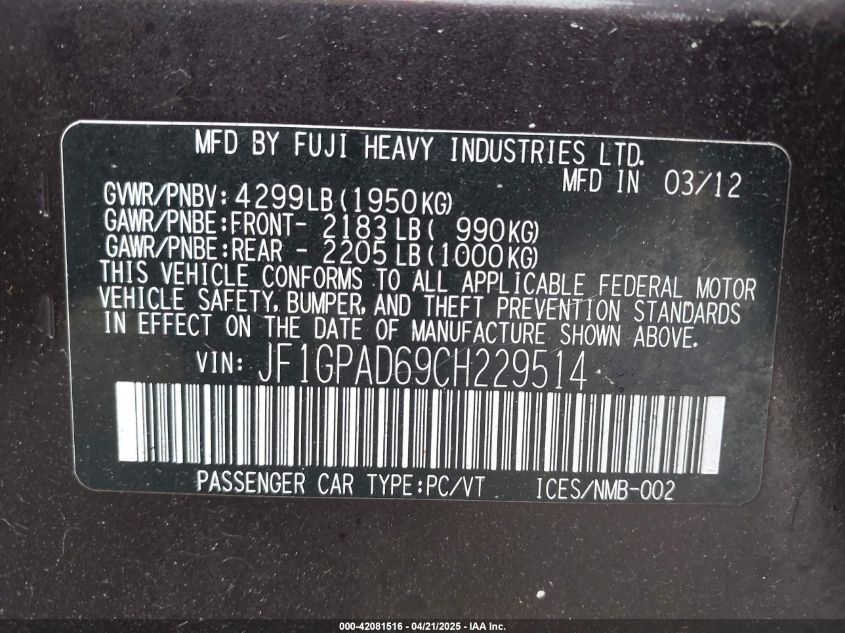 MFD BY FUJI HEAVY INDUSTRIES LTD.
MFD IN 03/12
GVWR/PNBV: 4299LB (1950KG)
GAWR/PNBE: FRONT- 2183LB ( 990KG)
GAWR/PNBE: REAR - 2205LB (1000KG)
THIS VEHICLE CONFORMS TO ALL APPLICABLE FEDERAL MOTOR
VEHICLE SAFETY, BUMPER, AND THEFT PREVENTION STANDARDS
IN EFFECT ON THE DATE OF MANUFACTURE SHOWN ABOVE.
VIN: JF1GPAD69CH229514
PASSENGER CAR TYPE: PC/VT ICES/NMB-002
000-42081516 - 04/21/2025 - IAA Inc.